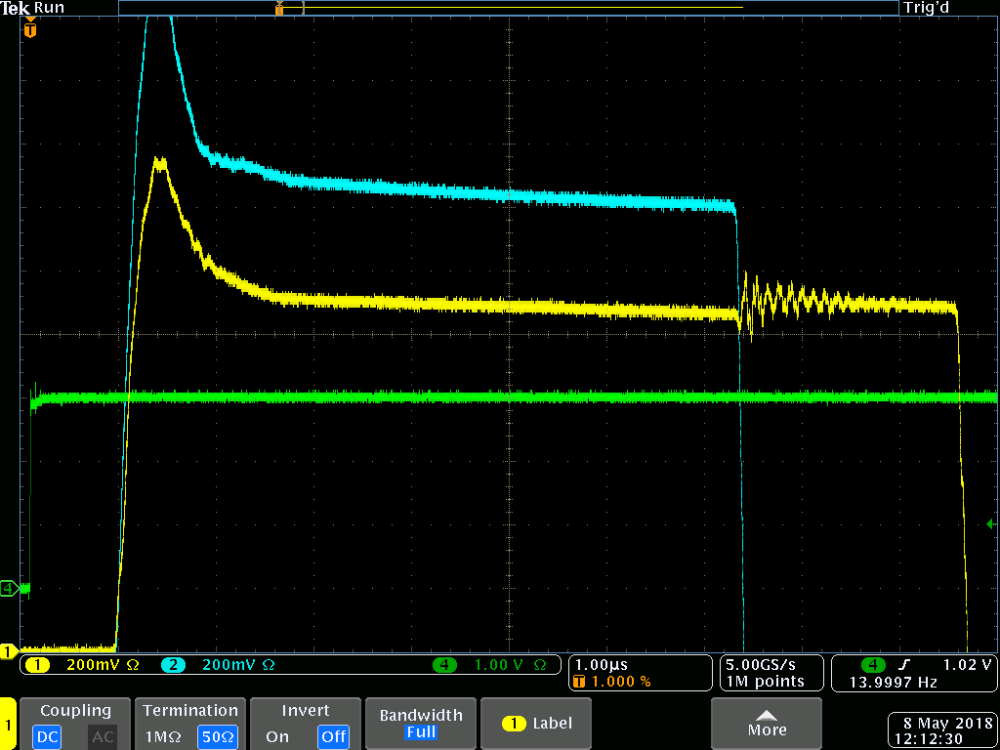 Tek Run Trig'd
T
T
4
1
1 200mV Ω 2 200mV Ω 4 1.00 V Ω
1.00µs
T 1.000 %
5.00GS/s
1M points
4 1.02 V
13.9997 Hz
1
Coupling
DC AC
Termination
1MΩ 50Ω
Invert
On Off
Bandwidth
Full
1 Label
More
8 May 2018
12:12:30